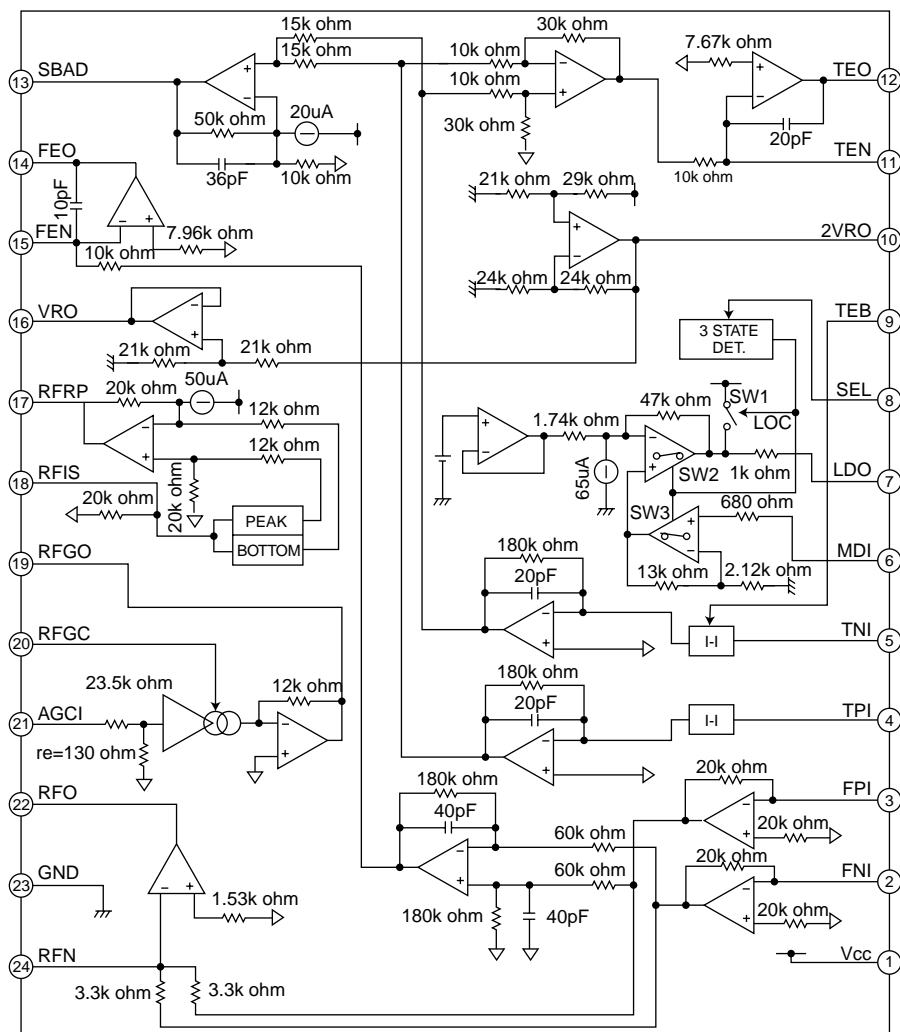 15k ohm
15k ohm
30k ohm
10k ohm
10k ohm
30k ohm
7.67k ohm
13 SBAD
TEO 12
20uA
50k ohm
20pF
14 FEO
36pF
10k ohm
10k ohm
TEN 11
10pF
21k ohm
29k ohm
15 FEN
7.96k ohm
10k ohm
2VRO 10
24k ohm
24k ohm
16 VRO
TEB 9
3 STATE
DET.
21k ohm
21k ohm
17 RFRP
20k ohm
50uA
12k ohm
12k ohm
1.74k ohm
47k ohm
SW1
LOC
SEL 8
18 RFIS
20k ohm
20k ohm
65uA
SW2
1k ohm
LDO 7
PEAK
BOTTOM
SW3
680 ohm
19 RFGO
MDI 6
180k ohm
20pF
13k ohm
2.12k ohm
20 RFGC
I-I
TNI 5
23.5k ohm
12k ohm
180k ohm
20pF
21 AGCI
I-I
TPI 4
re=130 ohm
22 RFO
180k ohm
40pF
20k ohm
FPI 3
20k ohm
60k ohm
60k ohm
20k ohm
FNI 2
23 GND
1.53k ohm
180k ohm
40pF
20k ohm
24 RFN
Vcc 1
3.3k ohm
3.3k ohm
+
−